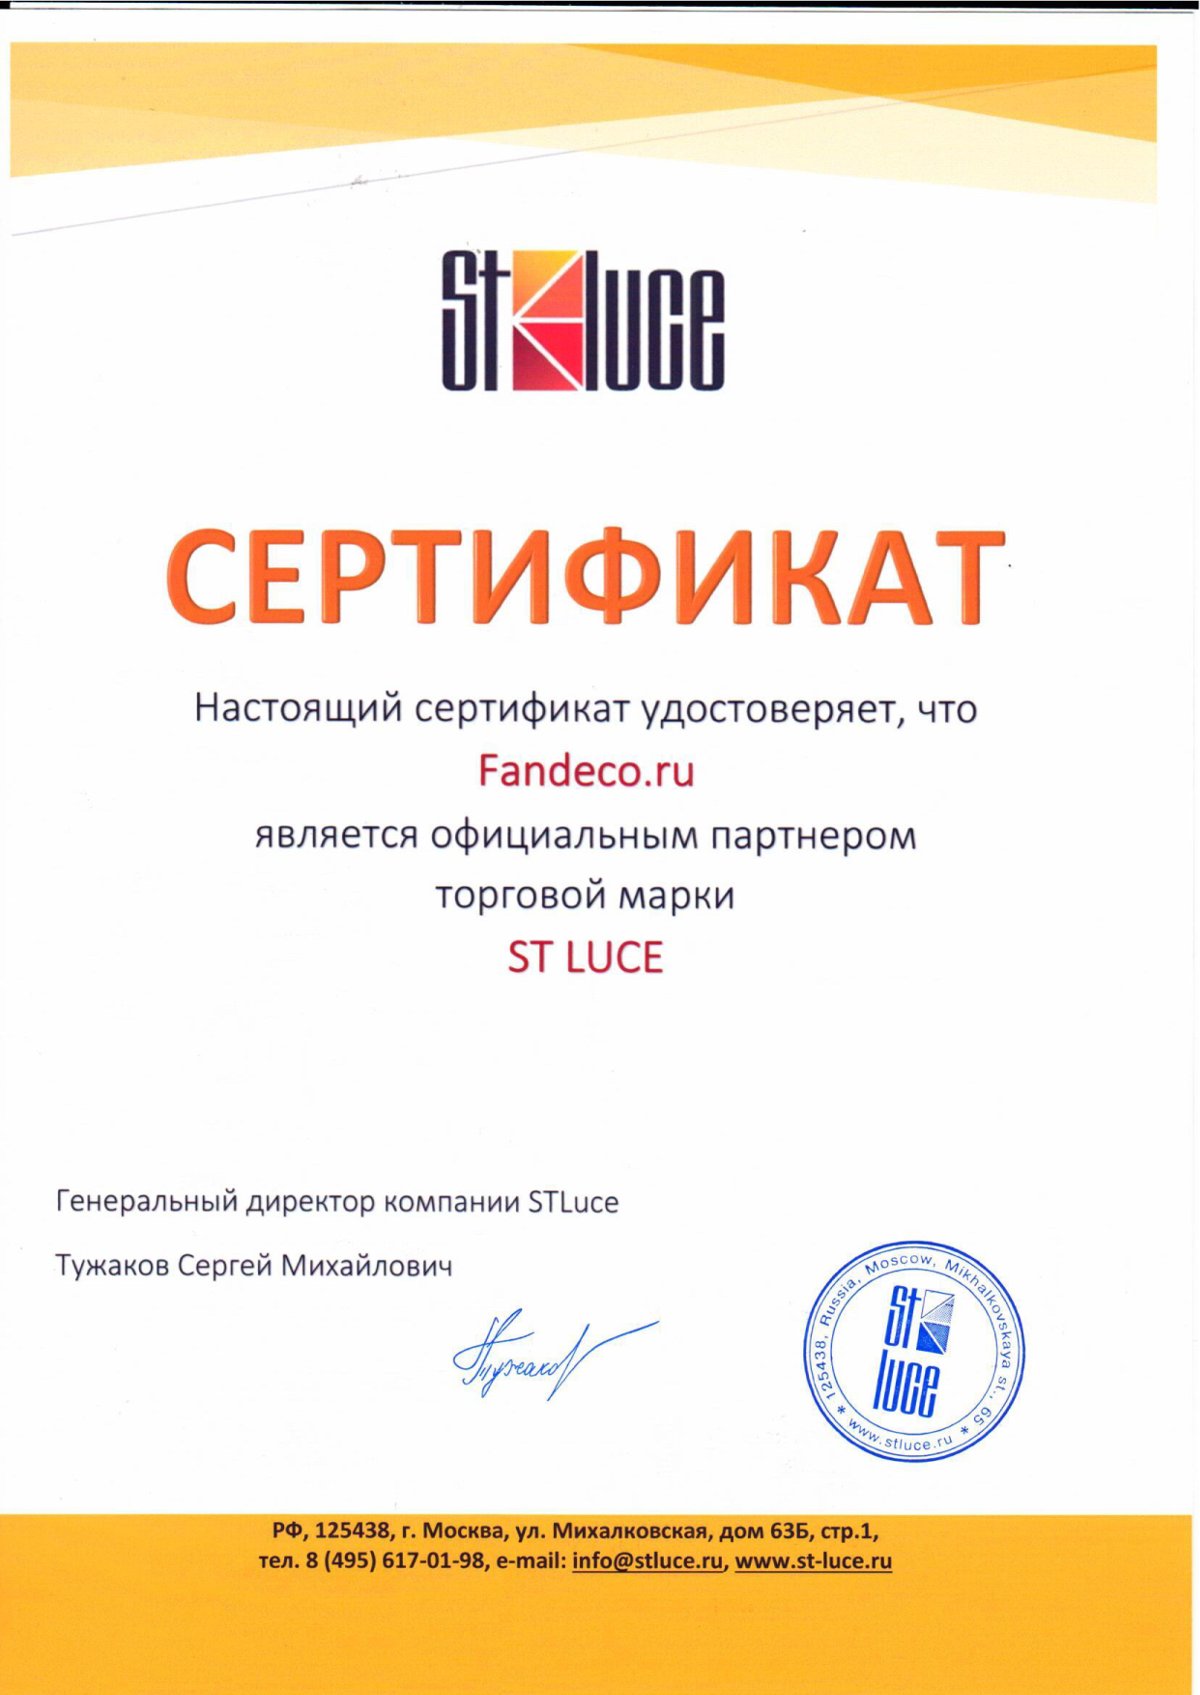 St luce
СЕРТИФИКАТ
Настоящий сертификат удостоверяет, что
Fandeco.ru
является официальным партнером
торговой марки
ST LUCE
Генеральный директор компании STLuce
Тужаков Сергей Михайлович
Тужаков
* 125438, Russia, Moscow, Mikhalkovskaya st., 65 *
www.stluce.ru
St
luce
РФ, 125438, г. Москва, ул. Михалковская, дом 63Б, стр.1,
тел. 8 (495) 617-01-98, e-mail: info@stluce.ru, www.st-luce.ru